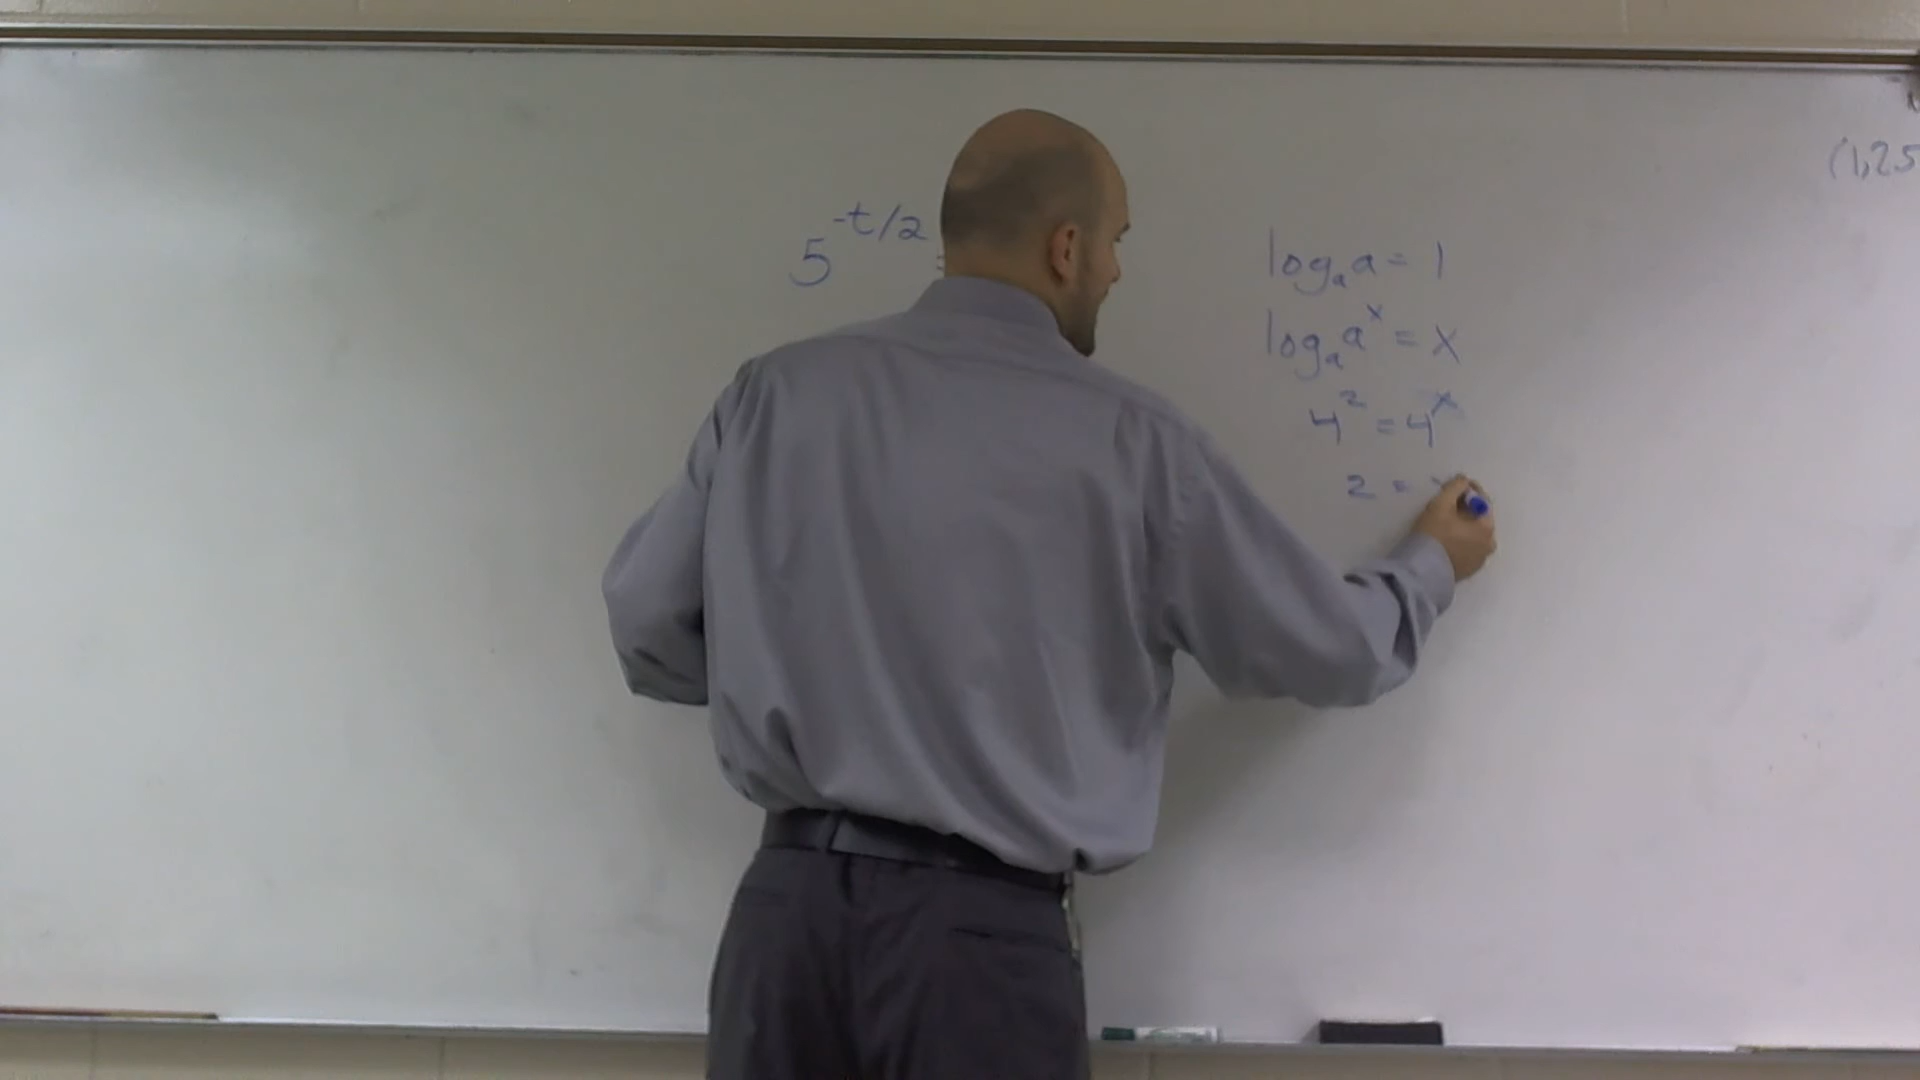 5^{-t/2} =
log_a a = 1
log_a a^x = x
4^2 = 4^x
2 = x
(1,25